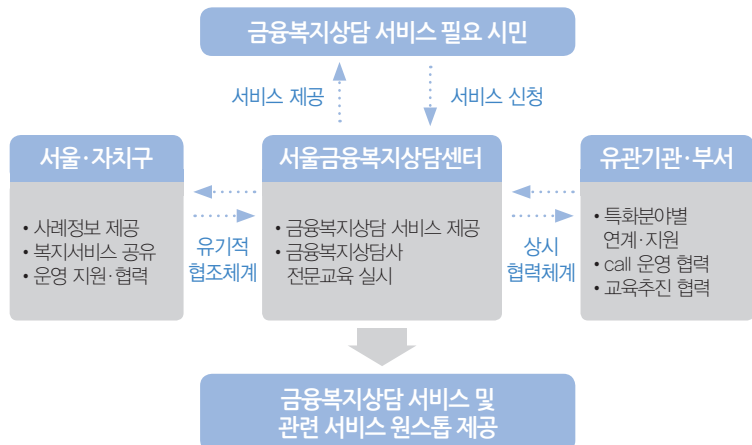 금융복지상담 서비스 필요 시민
서비스 제공
서비스 신청
서울·자치구
• 사례정보 제공
• 복지서비스 공유
• 운영 지원·협력
유기적
협조체계
서울금융복지상담센터
• 금융복지상담 서비스 제공
• 금융복지상담사
전문교육 실시
상시
협력체계
유관기관·부서
• 특화분야별
연계·지원
• call 운영 협력
• 교육추진 협력
금융복지상담 서비스 및
관련 서비스 원스톱 제공